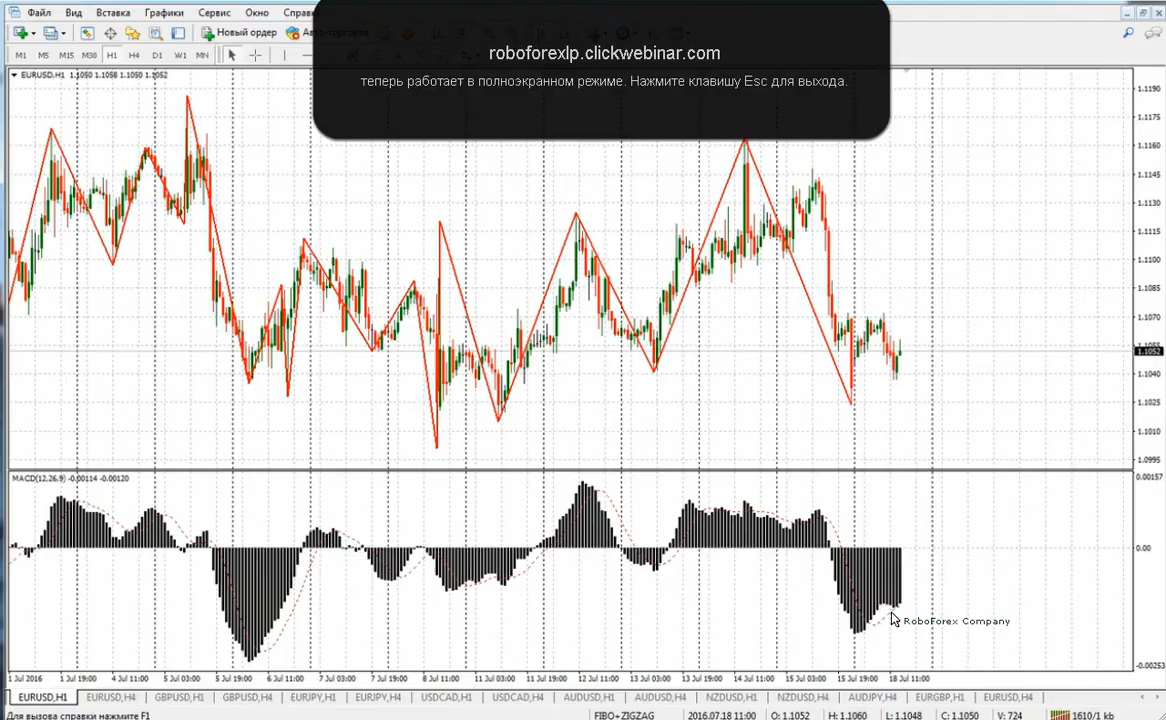 Файл Вид Вставка Графики Сервис Окно
roboforexlp.clickwebinar.com
теперь работает в полноэкранном режиме. Нажмите клавишу Esc для выхода.
Новый ордер
M1 M5 M15 M30 H1 H4 D1 W1 MN
EURUSD,H1 1.1050 1.1058 1.1050 1.1052
1.1190
1.1175
1.1160
1.1145
1.1130
1.1115
1.1100
1.1085
1.1070
1.1052
1.1040
1.1025
1.1010
1.0995
MACD(12,26,9) -0.00114 -0.00120
0.00157
0.00
-0.00253
RoboForex Company
1 Jul 2016 1 Jul 19:00 4 Jul 11:00 5 Jul 03:00 5 Jul 19:00 6 Jul 11:00 7 Jul 03:00 7 Jul 19:00 8 Jul 11:00 11 Jul 03:00 11 Jul 19:00 12 Jul 11:00 13 Jul 03:00 13 Jul 19:00 14 Jul 11:00 15 Jul 03:00 15 Jul 19:00 18 Jul 11:00
EURUSD,H1 EURUSD,H4 GBPUSD,H1 GBPUSD,H4 EURJPY,H1 EURJPY,H4 USDCAD,H1 USDCAD,H4 AUDUSD,H1 AUDUSD,H4 NZDUSD,H1 NZDUSD,H4 AUDJPY,H4 EURGBP,H1 EURUSD,H4
Для вызова справки нажмите F1 FIBO+ZIGZAG 2016.07.18 11:00 O: 1.1052 H: 1.1060 L: 1.1048 C: 1.1050 V: 724 1610/1 kb